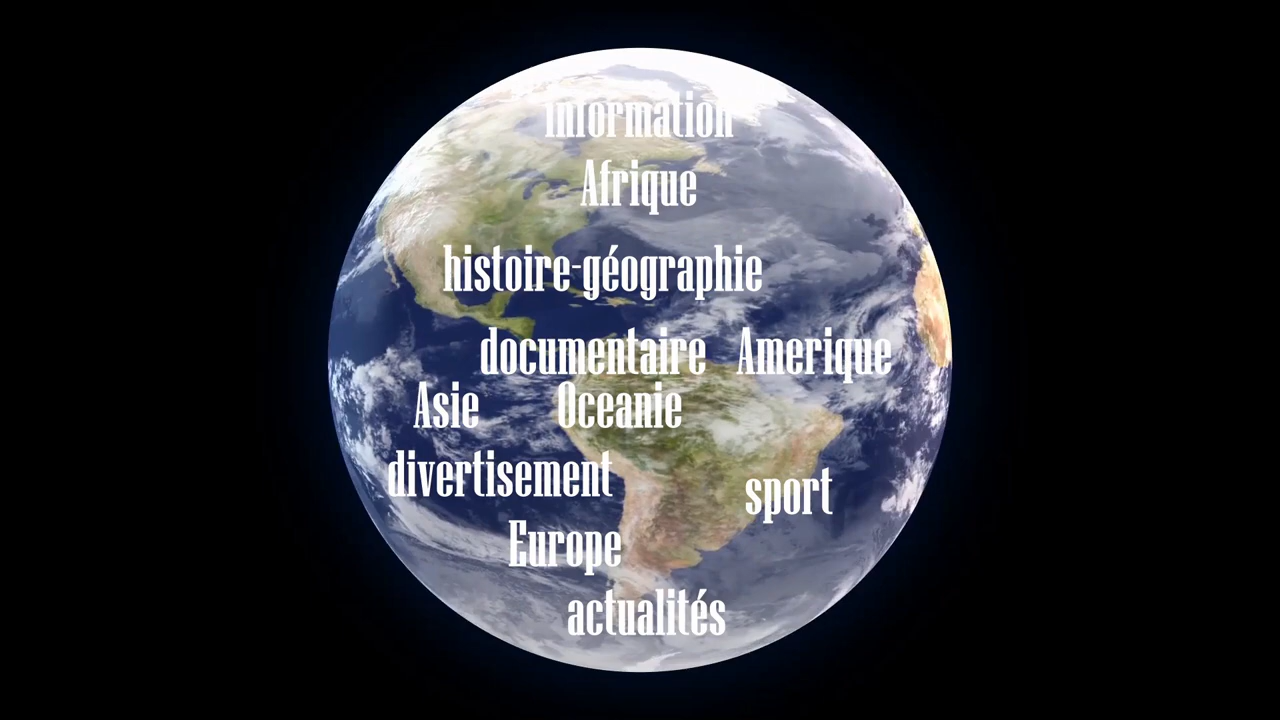 information
Afrique
histoire-géographie
documentaire Amerique
Asie Oceanie
divertisement
sport
Europe
actualités